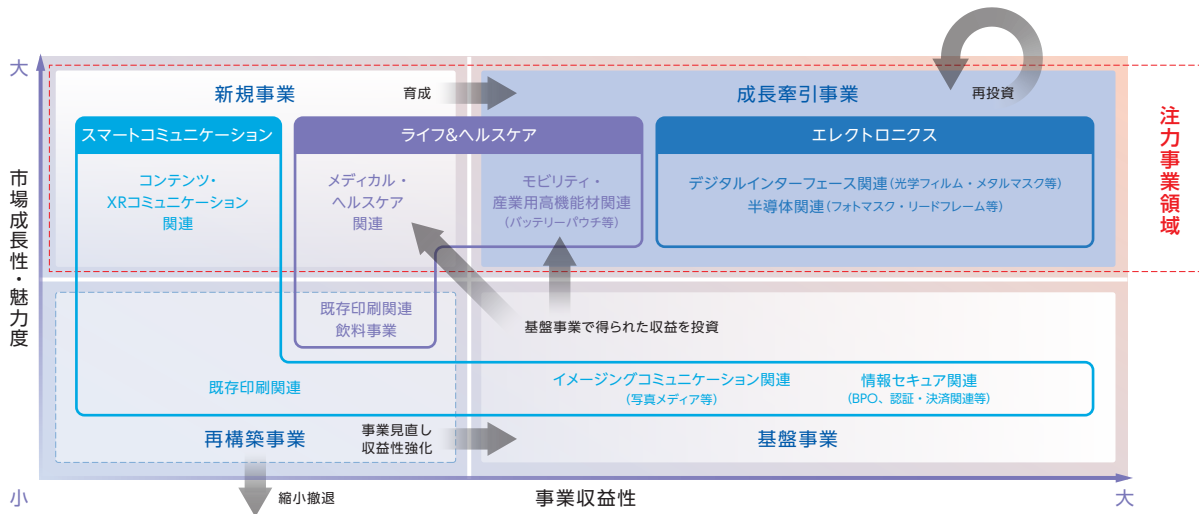 大
新規事業
育成
成長牽引事業
再投資
スマートコミュニケーション
ライフ&ヘルスケア
エレクトロニクス
コンテンツ・
XRコミュニケーション
関連
メディカル・
ヘルスケア
関連
モビリティ・
産業用高機能材関連
(バッテリーパウチ等)
デジタルインターフェース関連(光学フィルム・メタルマスク等)
半導体関連(フォトマスク・リードフレーム等)
注力事業領域
市場成長性・魅力度
既存印刷関連
飲料事業
基盤事業で得られた収益を投資
既存印刷関連
イメージングコミュニケーション関連
(写真メディア等)
情報セキュア関連
(BPO、認証・決済関連等)
再構築事業
事業見直し
収益性強化
基盤事業
小
縮小撤退
事業収益性
大